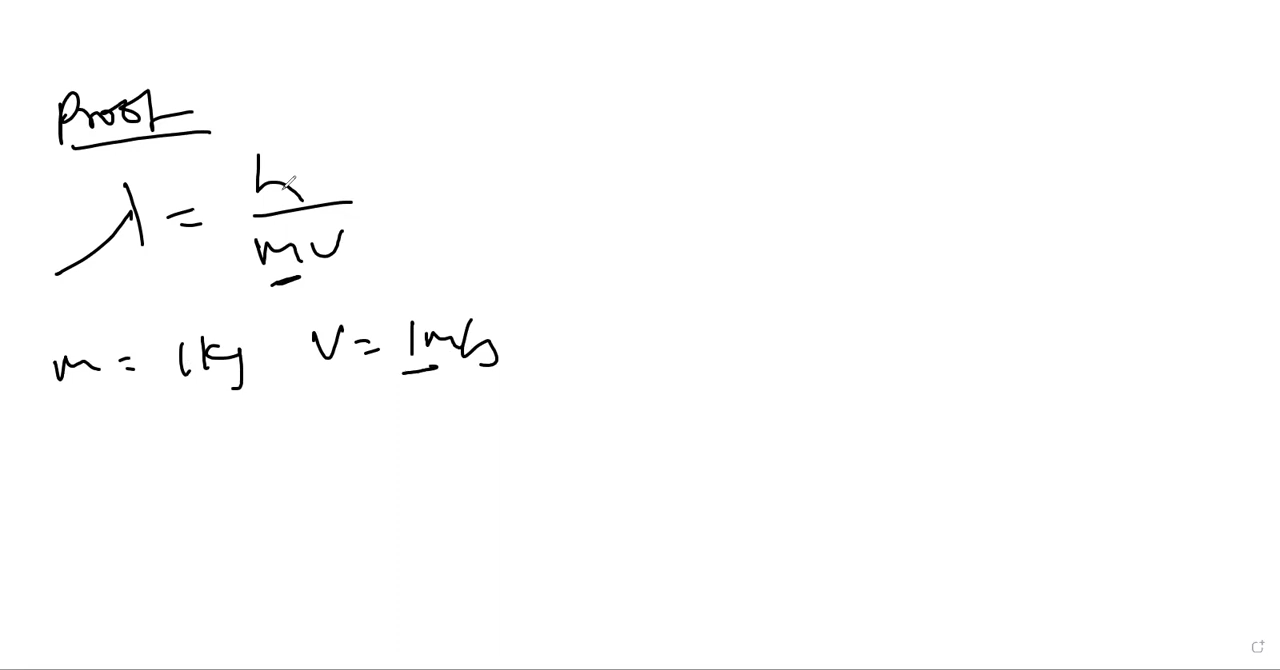 Proof
λ = h / mv
m = 1kg v = 1m/s